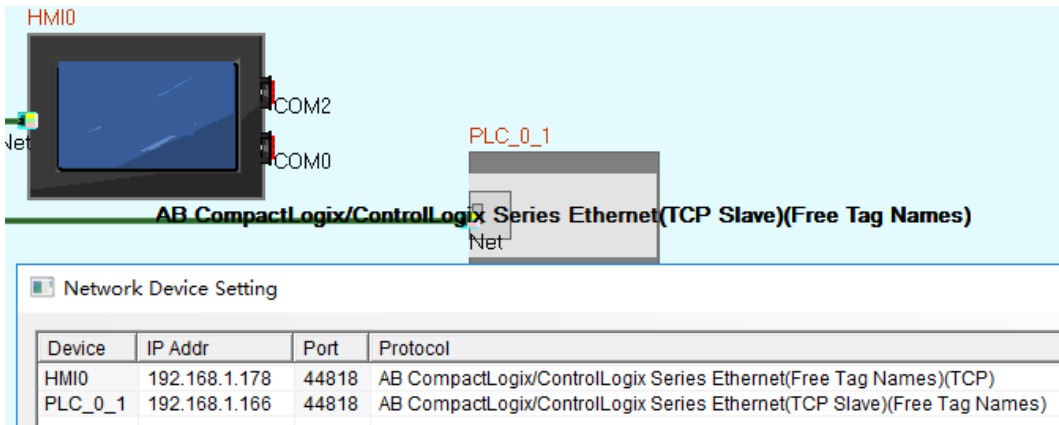 HMI0
COM2
Net
COM0
PLC_0_1
AB CompactLogix/ControlLogix Series Ethernet(TCP Slave)(Free Tag Names)
Net
Network Device Setting
Device IP Addr Port Protocol
HMI0 192.168.1.178 44818 AB CompactLogix/ControlLogix Series Ethernet(Free Tag Names)(TCP)
PLC_0_1 192.168.1.166 44818 AB CompactLogix/ControlLogix Series Ethernet(TCP Slave)(Free Tag Names)